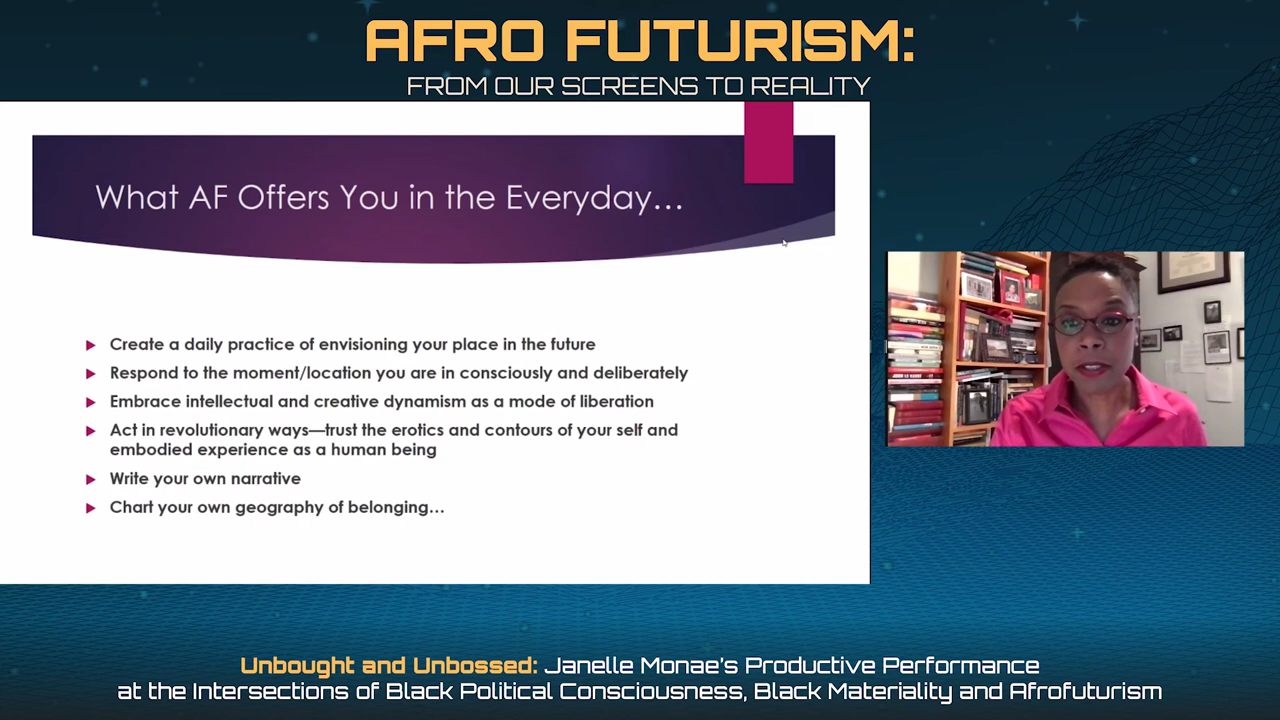 AFRO FUTURISM:
FROM OUR SCREENS TO REALITY
What AF Offers You in the Everyday…
Create a daily practice of envisioning your place in the future
Respond to the moment/location you are in consciously and deliberately
Embrace intellectual and creative dynamism as a mode of liberation
Act in revolutionary ways—trust the erotics and contours of your self and
embodied experience as a human being
Write your own narrative
Chart your own geography of belonging…
Unbought and Unbossed: Janelle Monae's Productive Performance
at the Intersections of Black Political Consciousness, Black Materiality and Afrofuturism